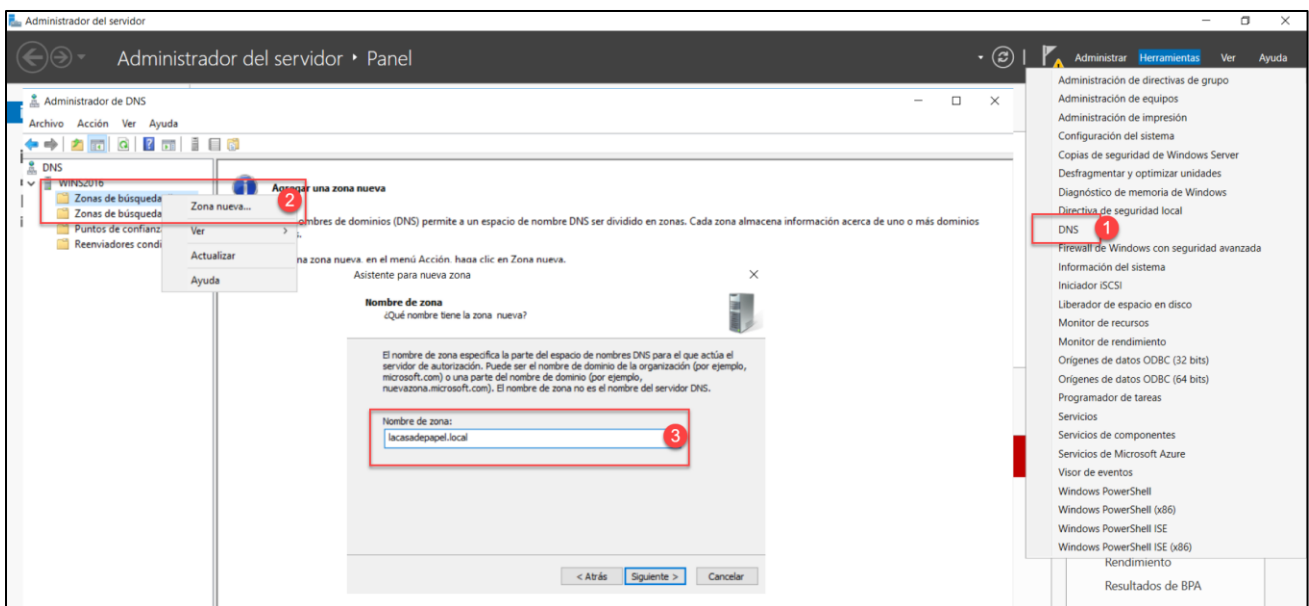 Administrador del servidor
Administrador del servidor ‣ Panel
Administrar Herramientas Ver Ayuda
Administrador de DNS
Archivo Acción Ver Ayuda
DNS
WINS2016
Zonas de búsqueda
Zonas de búsqueda
Puntos de confianz
Reenviadores condi
Zona nueva...
Ver
Actualizar
Ayuda
2
Agregar una zona nueva
ombres de dominios (DNS) permite a un espacio de nombre DNS ser dividido en zonas. Cada zona almacena información acerca de uno o más dominios
s.
na zona nueva, en el menú Acción, haga clic en Zona nueva.
Asistente para nueva zona
Nombre de zona
¿Qué nombre tiene la zona nueva?
El nombre de zona especifica la parte del espacio de nombres DNS para el que actúa el
servidor de autorización. Puede ser el nombre de dominio de la organización (por ejemplo,
microsoft.com) o una parte del nombre de dominio (por ejemplo,
nuevazona.microsoft.com). El nombre de zona no es el nombre del servidor DNS.
Nombre de zona:
lacasadepapel.local
3
< Atrás Siguiente > Cancelar
Administración de directivas de grupo
Administración de equipos
Administración de impresión
Configuración del sistema
Copias de seguridad de Windows Server
Desfragmentar y optimizar unidades
Diagnóstico de memoria de Windows
Directiva de seguridad local
DNS
1
Firewall de Windows con seguridad avanzada
Información del sistema
Iniciador iSCSI
Liberador de espacio en disco
Monitor de recursos
Monitor de rendimiento
Orígenes de datos ODBC (32 bits)
Orígenes de datos ODBC (64 bits)
Programador de tareas
Servicios
Servicios de componentes
Servicios de Microsoft Azure
Visor de eventos
Windows PowerShell
Windows PowerShell (x86)
Windows PowerShell ISE
Windows PowerShell ISE (x86)
Rendimiento
Resultados de BPA